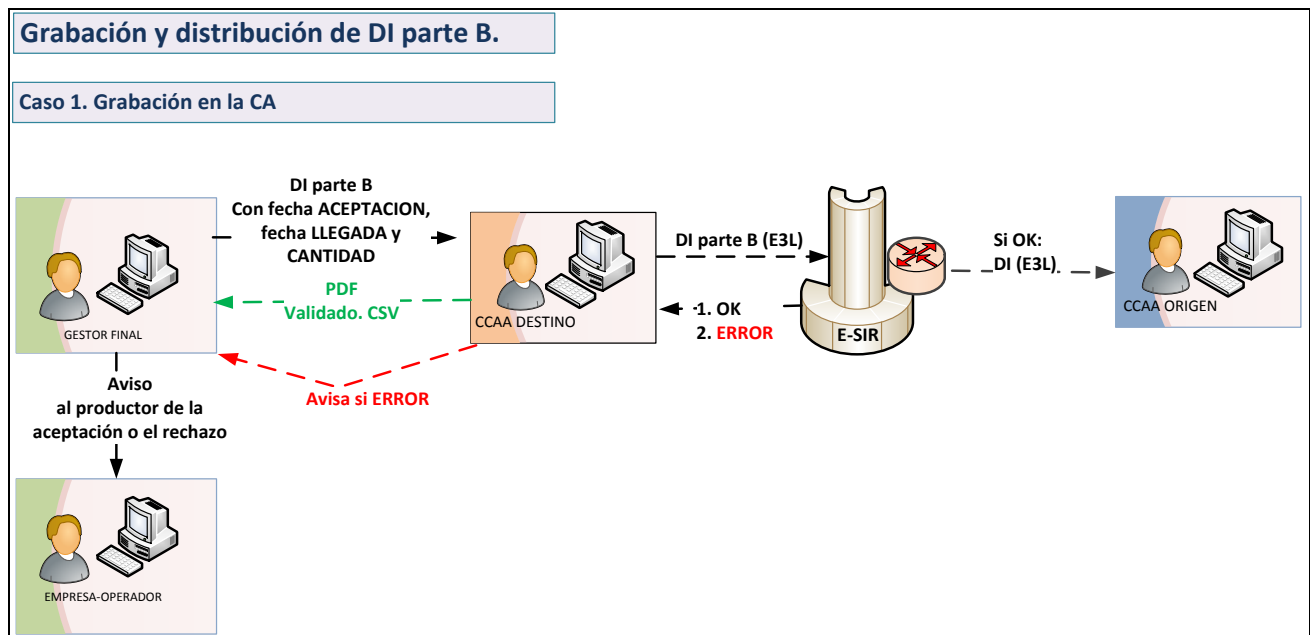 Grabación y distribución de DI parte B.
Caso 1. Grabación en la CA
DI parte B
Con fecha ACEPTACION,
fecha LLEGADA y
CANTIDAD
PDF
Validado. CSV
GESTOR FINAL
CCAA DESTINO
DI parte B (E3L)
1. OK
2. ERROR
E-SIR
Si OK:
DI (E3L)
CCAA ORIGEN
Avisa si ERROR
Aviso
al productor de la
aceptación o el rechazo
EMPRESA-OPERADOR